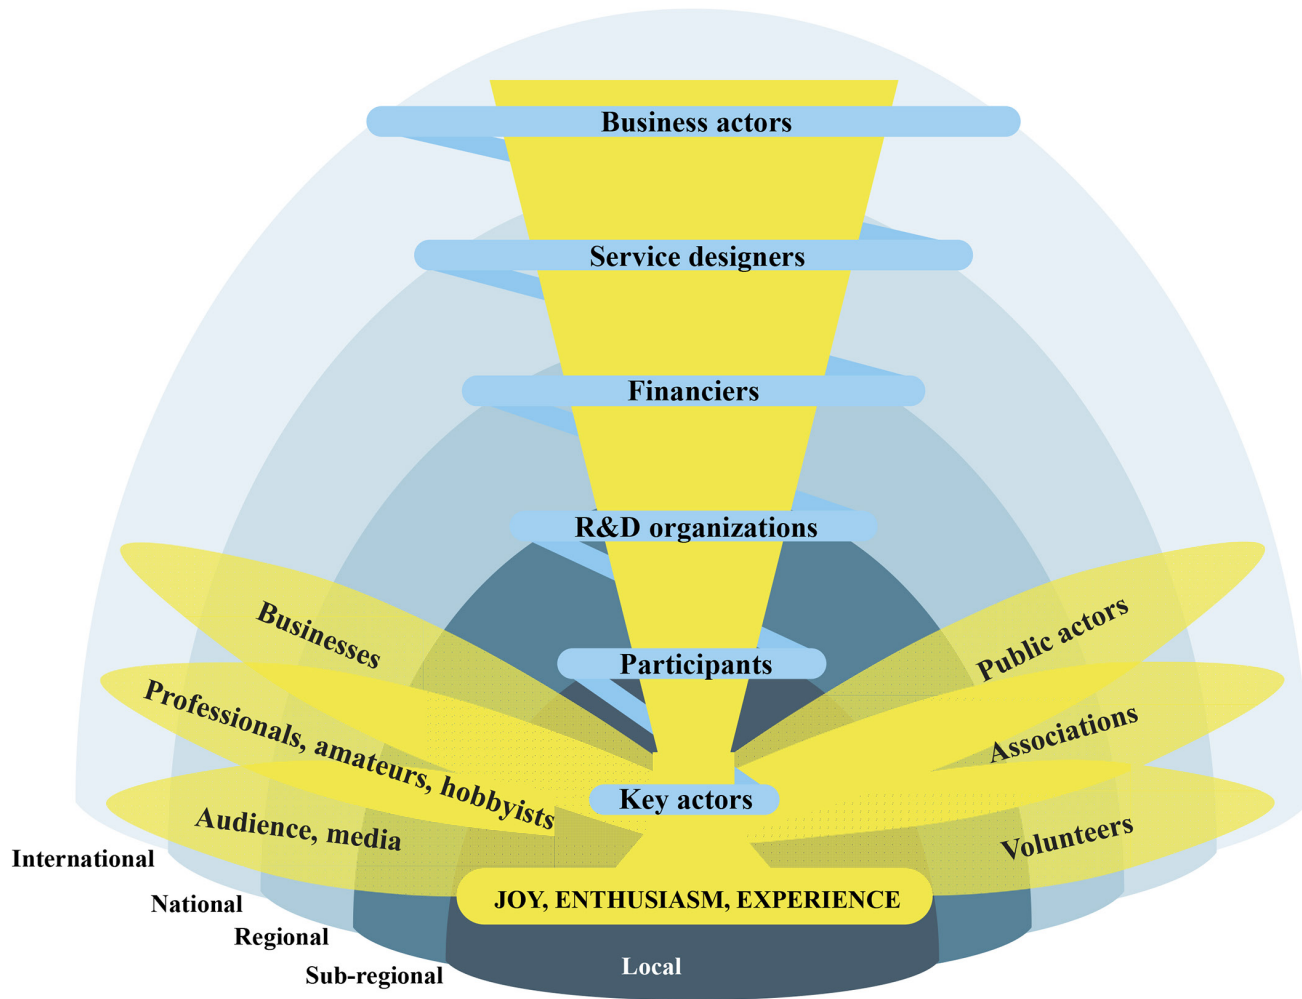 Business actors
Service designers
Financiers
R&D organizations
Participants
Key actors
Businesses
Professionals, amateurs, hobbyists
Audience, media
Public actors
Associations
Volunteers
JOY, ENTHUSIASM, EXPERIENCE
International
National
Regional
Sub-regional
Local